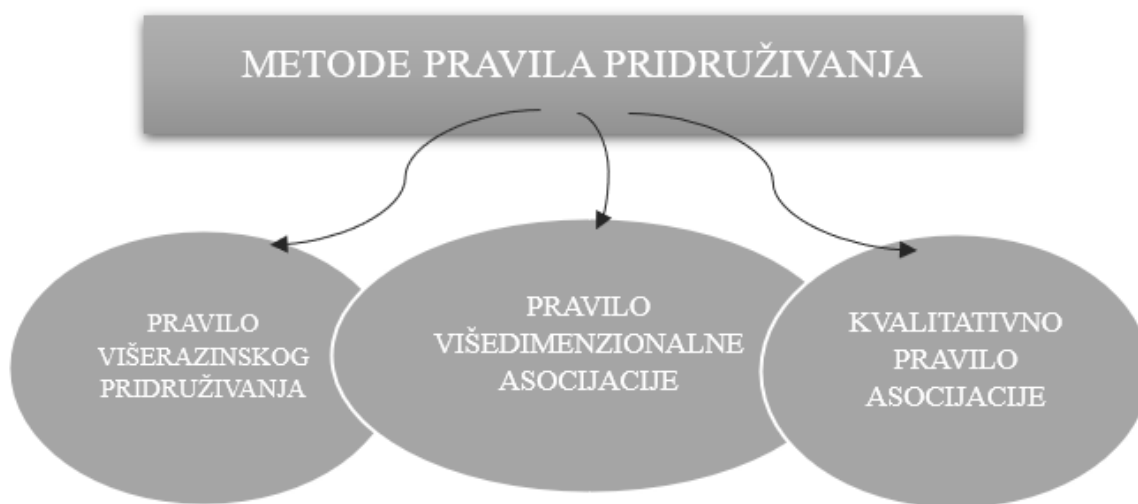 METODE PRAVILA PRIDRUŽIVANJA
PRAVILO
VIŠERAZINSKOG
PRIDRUŽIVANJA
PRAVILO
VIŠEDIMENZIONALNE
ASOCIJACIJE
KVALITATIVNO
PRAVILO
ASOCIJACIJE